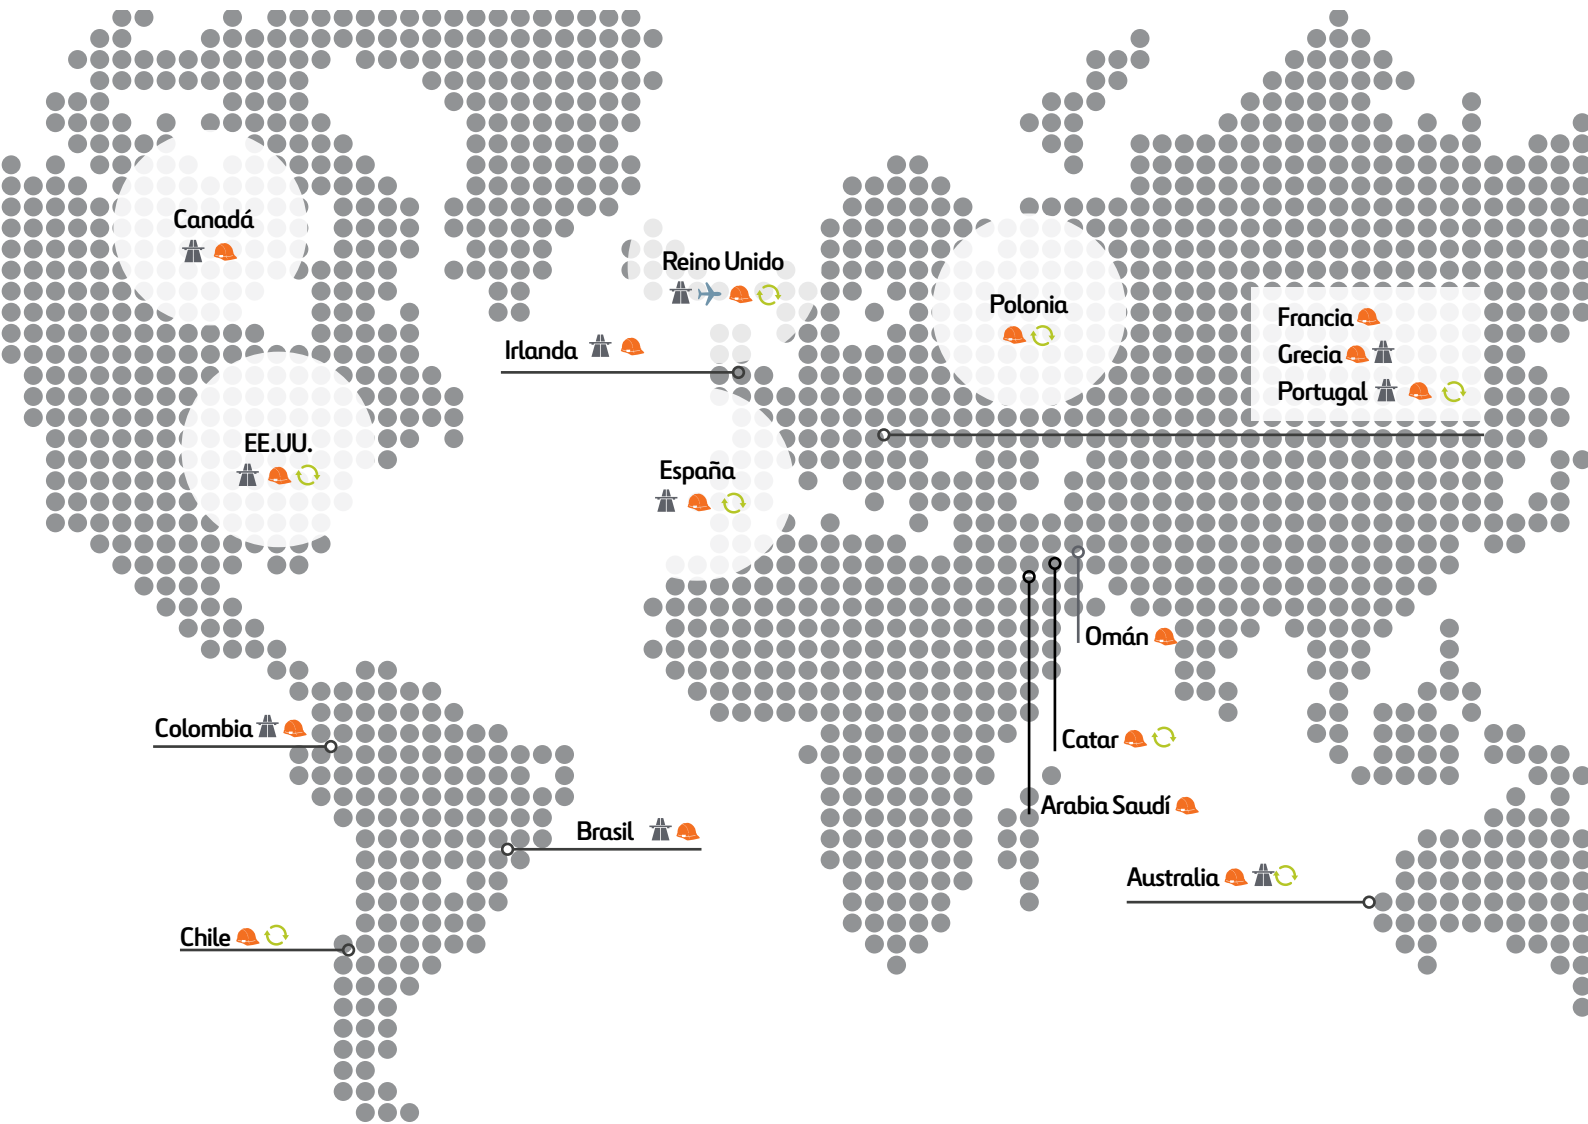 Canadá
Reino Unido
Polonia
Francia
Irlanda
Grecia
Portugal
EE.UU.
España
Omán
Colombia
Catar
Arabia Saudí
Brasil
Australia
Chile